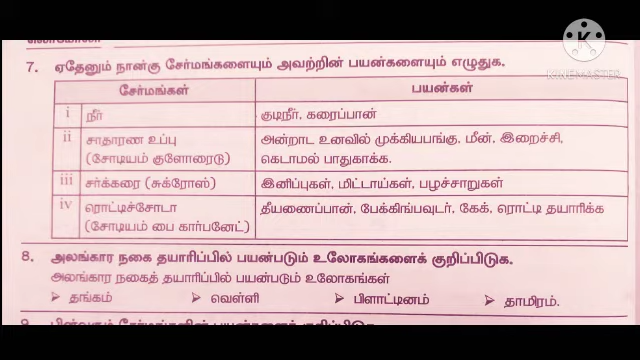 7. ஏதேனும் நான்கு சேர்மங்களையும் அவற்றின் பயன்களையும் எழுதுக.
சேர்மங்கள் பயன்கள்
i நீர் குடிநீர், கரைப்பான்
ii சாதாரண உப்பு (சோடியம் குளோரைடு) அன்றாட உனவில் முக்கியபங்கு, மீன், இறைச்சி, கெடாமல் பாதுகாக்க.
iii சர்க்கரை (சுக்ரோஸ்) இனிப்புகள், மிட்டாய்கள், பழச்சாறுகள்
iv ரொட்டிச்சோடா (சோடியம் பை கார்பனேட்) தீயணைப்பான், பேக்கிங்பவுடர், கேக், ரொட்டி தயாரிக்க
8. அலங்கார நகை தயாரிப்பில் பயன்படும் உலோகங்களைக் குறிப்பிடுக.
அலங்கார நகைத் தயாரிப்பில் பயன்படும் உலோகங்கள்
➤ தங்கம் ➤ வெள்ளி ➤ பிளாட்டினம் ➤ தாமிரம்.
KINEMASTER